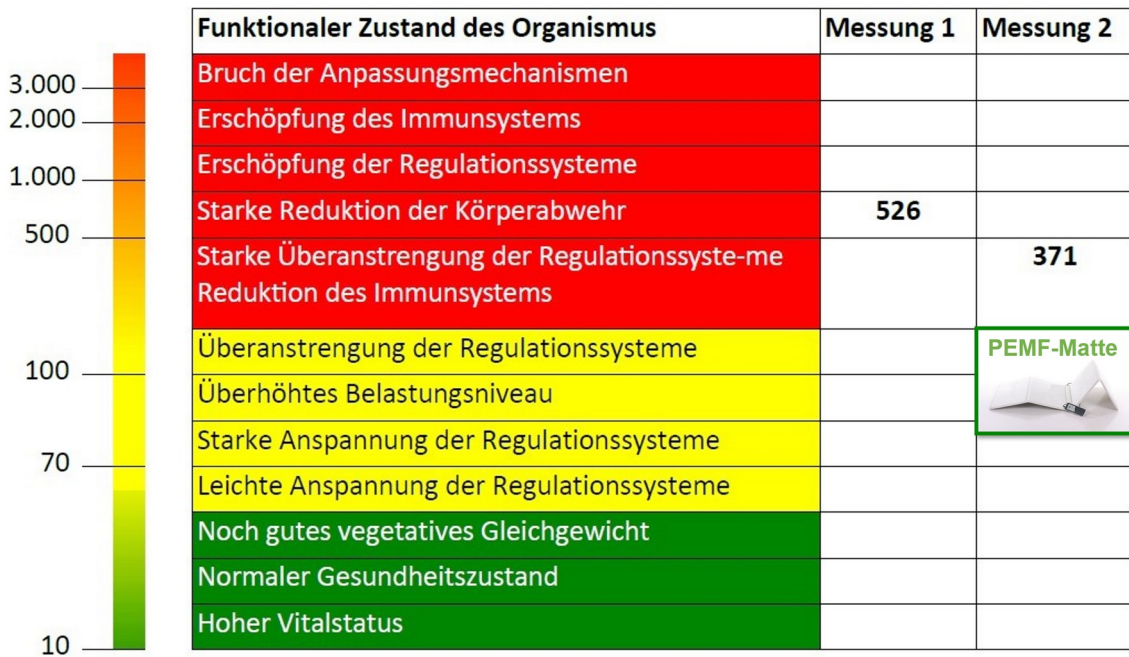 Funktionaler Zustand des Organismus Messung 1 Messung 2
3.000 Bruch der Anpassungsmechanismen
2.000 Erschöpfung des Immunsystems
1.000 Erschöpfung der Regulationssysteme
500 Starke Reduktion der Körperabwehr 526
Starke Überanstrengung der Regulationssyste-me 371
Reduktion des Immunsystems
Überanstrengung der Regulationssysteme PEMF-Matte
100 Überhöhtes Belastungsniveau
Starke Anspannung der Regulationssysteme
70 Leichte Anspannung der Regulationssysteme
Noch gutes vegetatives Gleichgewicht
Normaler Gesundheitszustand
Hoher Vitalstatus
10